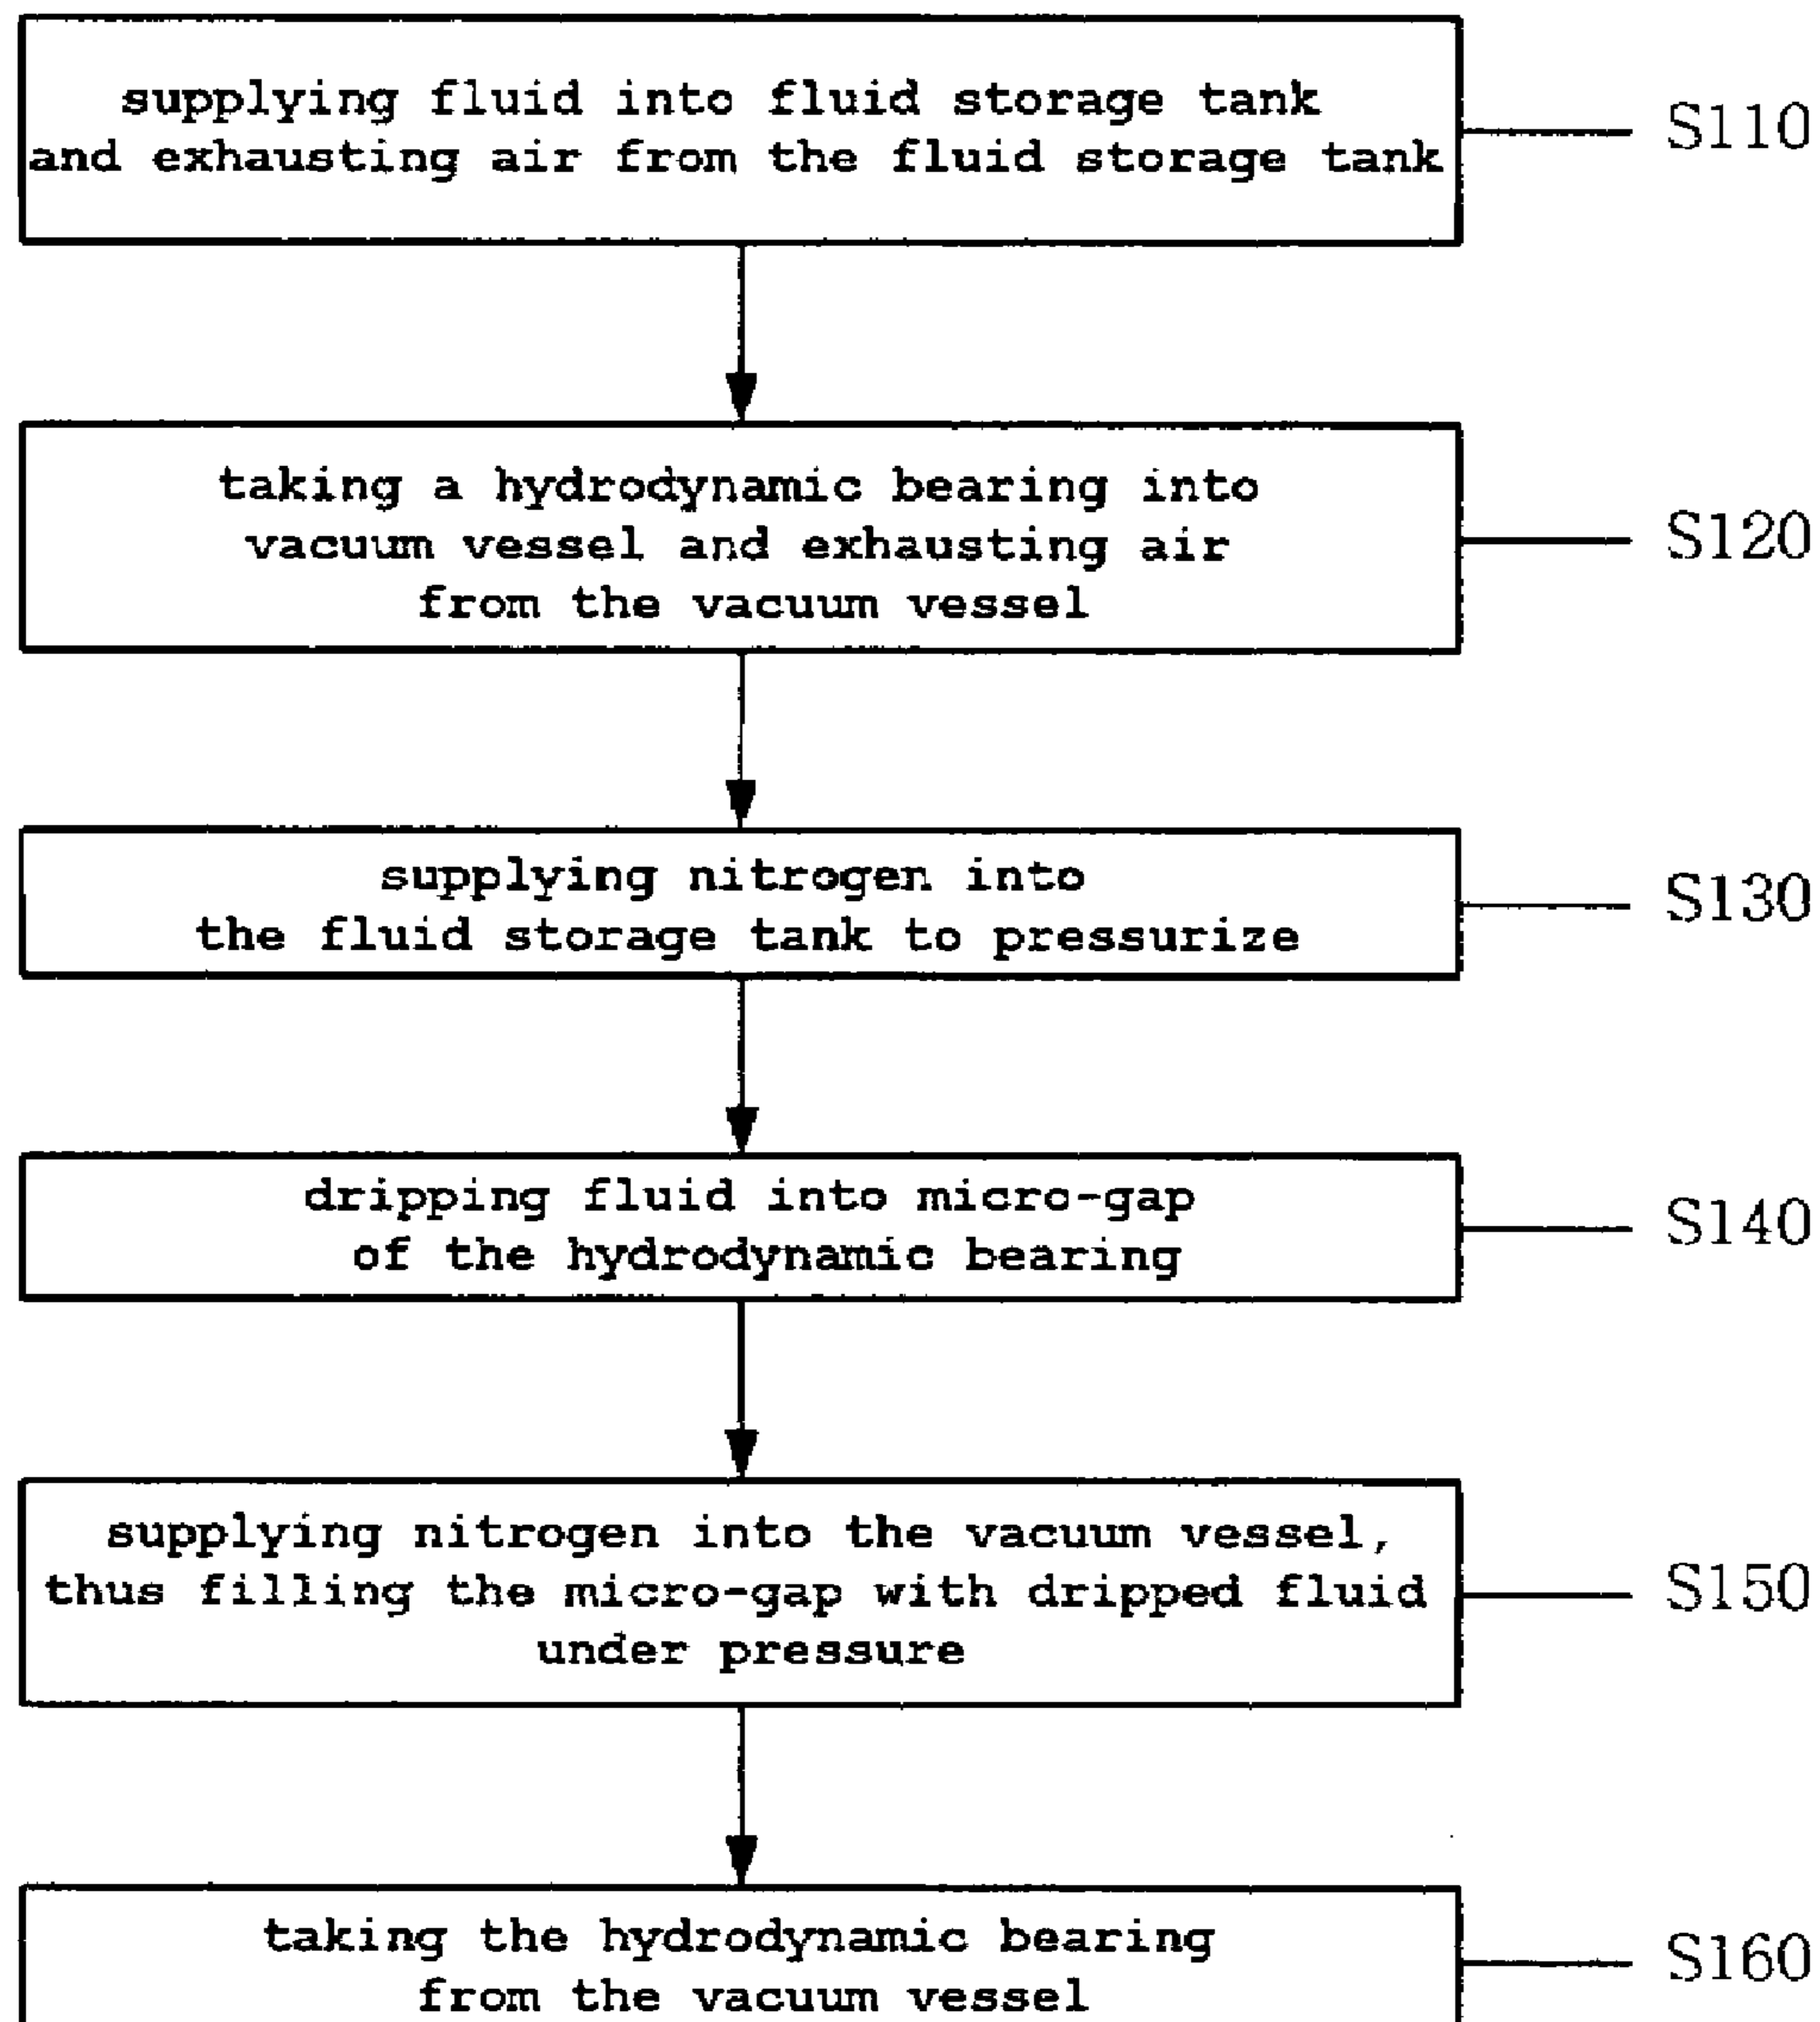 supplying fluid into fluid storage tank
and exhausting air from the fluid storage tank
S110
taking a hydrodynamic bearing into
vacuum vessel and exhausting air
from the vacuum vessel
S120
supplying nitrogen into
the fluid storage tank to pressurize
S130
dripping fluid into micro-gap
of the hydrodynamic bearing
S140
supplying nitrogen into the vacuum vessel,
thus filling the micro-gap with dripped fluid
under pressure
S150
taking the hydrodynamic bearing
from the vacuum vessel
S160